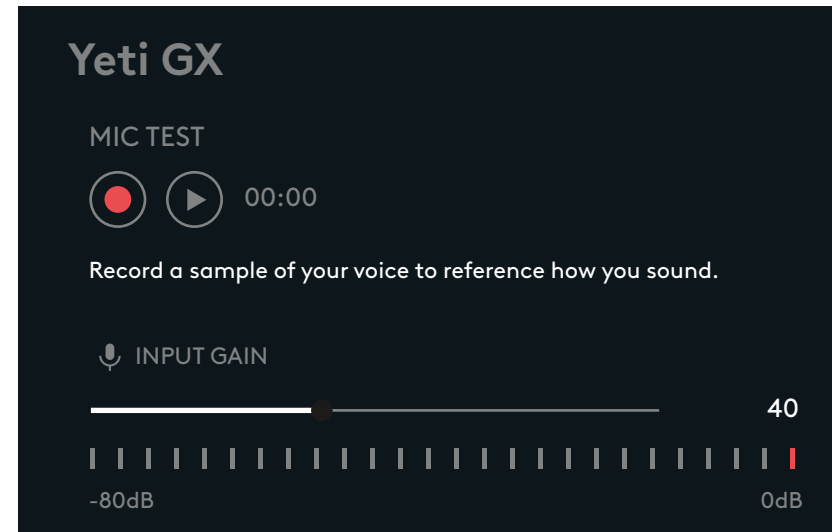 Yeti GX
MIC TEST
00:00
Record a sample of your voice to reference how you sound.
INPUT GAIN
40
-80dB 0dB